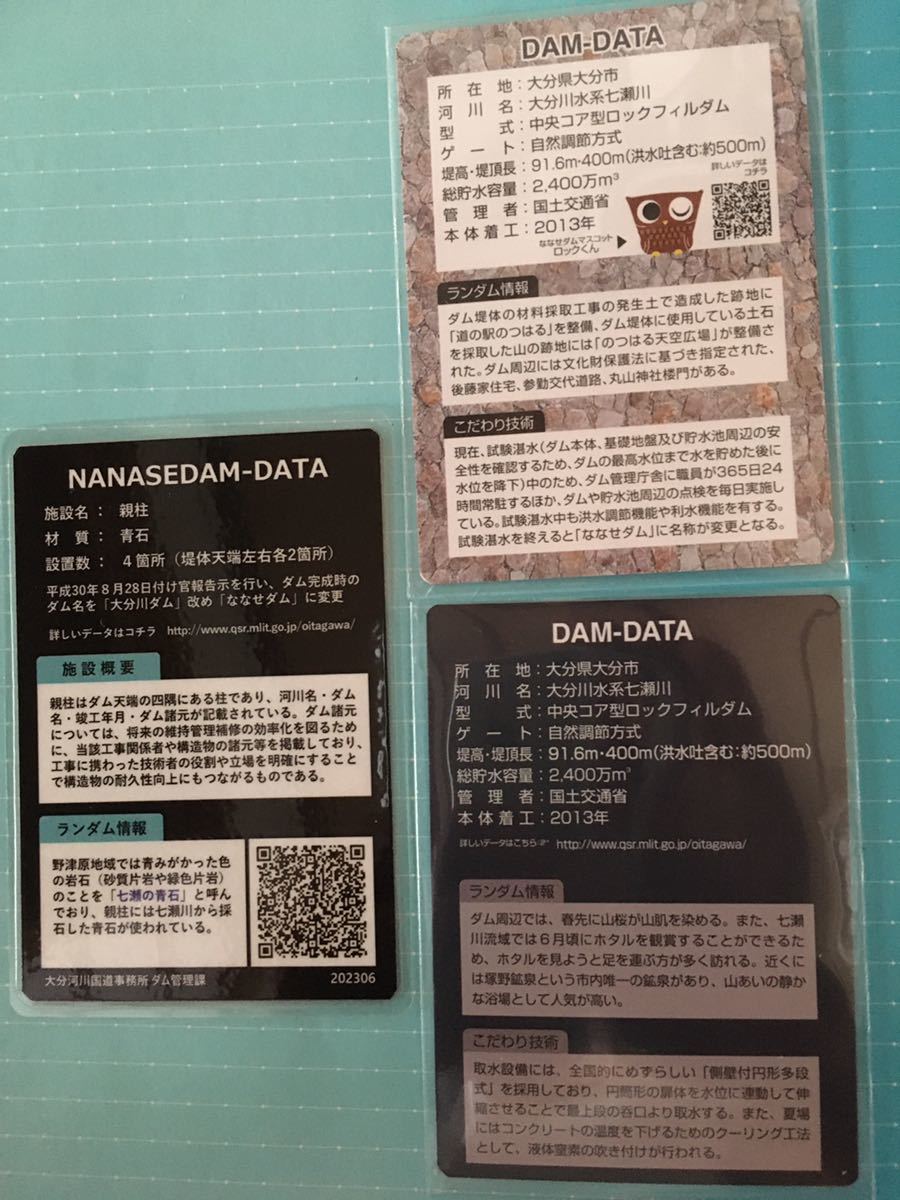 DAM-DATA
所在地：大分県大分市
河川名：大分川水系七瀬川
型式：中央コア型ロックフィルダム
ゲート：自然調節方式
堤高・堤頂長：91.6m・400m（洪水吐含む：約500m）
総貯水容量：2,400万m³
管理者：国土交通省
本体着工：2013年
詳しいデータは
コチラ
ななせダムマスコット
ロックくん
ランダム情報
ダム堤体の材料採取工事の発生土で造成した跡地に
「道の駅のつはる」を整備、ダム堤体に使用している土石
を採取した山の跡地には「のつはる天空広場」が整備さ
れた。ダム周辺には文化財保護法に基づき指定された、
後藤家住宅、参勤交代道路、丸山神社楼門がある。
こだわり技術
現在、試験湛水（ダム本体、基礎地盤及び貯水池周辺の安
全性を確認するため、ダムの最高水位まで水を貯めた後に
水位を降下）中のため、ダム管理庁舎に職員が365日24
時間常駐するほか、ダムや貯水池周辺の点検を毎日実施し
ている。試験湛水中も洪水調節機能や利水機能を有する。
試験湛水を終えると「ななせダム」に名称が変更となる。
NANASEDAM-DATA
施設名：親柱
材質：青石
設置数：４箇所（堤体天端左右各2箇所）
平成30年８月28日付け官報告示を行い、ダム完成時の
ダム名を「大分川ダム」改め「ななせダム」に変更
詳しいデータはコチラ http://www.qsr.mlit.go.jp/oitagawa/
施設概要
親柱はダム天端の四隅にある柱であり、河川名・ダム
名・竣工年月・ダム諸元が記載されている。ダム諸元
については、将来の維持管理補修の効率化を図るため
に、当該工事関係者や構造物の諸元等を掲載しており、
工事に携わった技術者の役割や立場を明確にすること
で構造物の耐久性向上にもつながるものである。
ランダム情報
野津原地域では青みがかった色
の岩石（砂質片岩や緑色片岩）
のことを「七瀬の青石」と呼ん
でおり、親柱には七瀬川から採
石した青石が使われている。
大分河川国道事務所 ダム管理課
202306
DAM-DATA
所在地：大分県大分市
河川名：大分川水系七瀬川
型式：中央コア型ロックフィルダム
ゲート：自然調節方式
堤高・堤頂長：91.6m・400m（洪水吐含む：約500m）
総貯水容量：2,400万m³
管理者：国土交通省
本体着工：2013年
詳しいデータはこちら☞ http://www.qsr.mlit.go.jp/oitagawa/
ランダム情報
ダム周辺では、春先に山桜が山肌を染める。また、七瀬
川流域では６月頃にホタルを観賞することができるた
め、ホタルを見ようと足を運ぶ方が多く訪れる。近くに
は塚野鉱泉という市内唯一の鉱泉があり、山あいの静か
な浴場として人気が高い。
こだわり技術
取水設備には、全国的にめずらしい「側壁付円形多段
式」を採用しており、円筒形の扉体を水位に連動して伸
縮させることで最上段の呑口より取水する。また、夏場
にはコンクリートの温度を下げるためのクーリング工法
として、液体窒素の吹き付けが行われる。